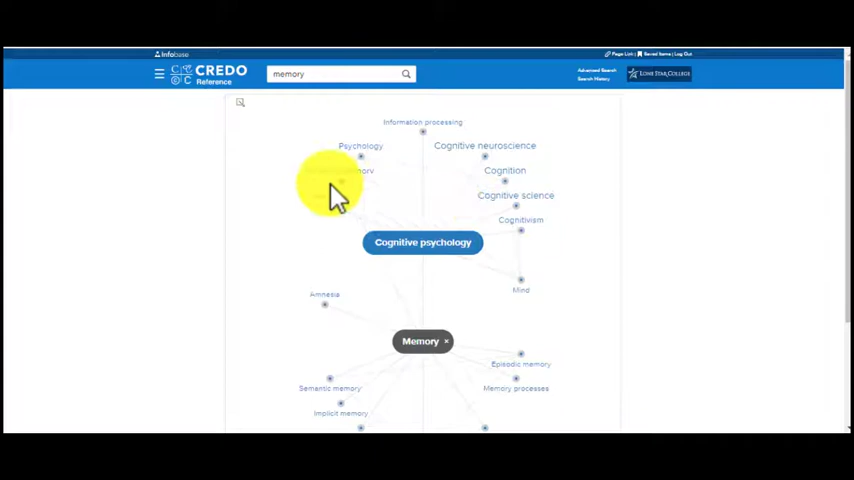 Infobase
Page Link | Saved Items | Log Out
CREDO
Reference
memory
Advanced Search
Search History
LONE STAR COLLEGE
Information processing
Psychology
Cognitive neuroscience
Cognition
Cognitive science
Cognitivism
Cognitive psychology
Mind
Amnesia
Memory ×
Episodic memory
Semantic memory
Memory processes
Implicit memory